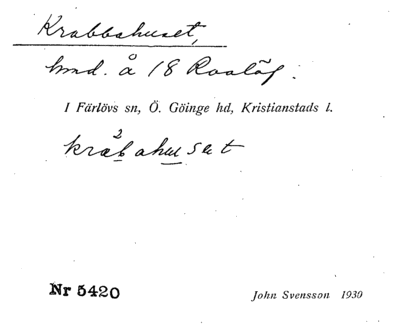 Krabbahuset,
hmd. å 18 Roalöf.
I Färlövs sn, Ö. Göinge hd, Kristianstads l.
krabahuset
Nr 5420
John Svensson 1930